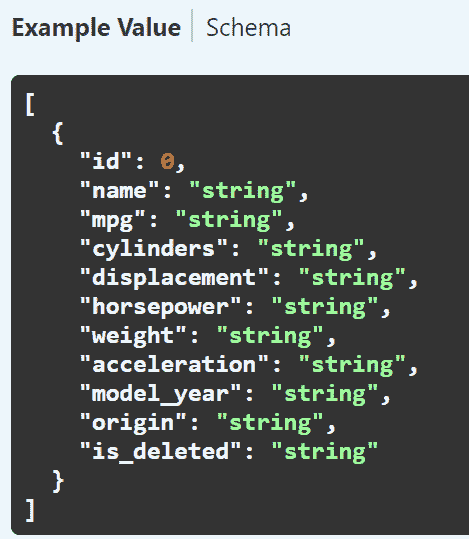 Example Value | Schema
[
  {
    "id": 0,
    "name": "string",
    "mpg": "string",
    "cylinders": "string",
    "displacement": "string",
    "horsepower": "string",
    "weight": "string",
    "acceleration": "string",
    "model_year": "string",
    "origin": "string",
    "is_deleted": "string"
  }
]